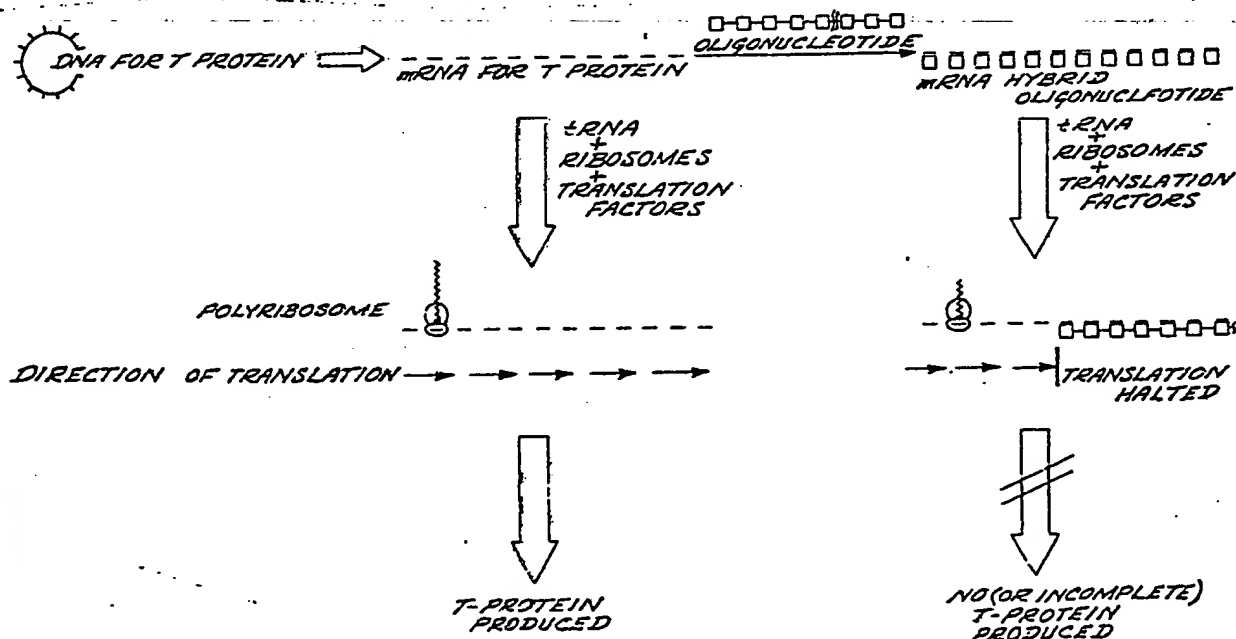 OLIGONUCLEOTIDE
DNA FOR T PROTEIN
mRNA FOR T PROTEIN
mRNA HYBRID
OLIGONUCLFOTIDE
tRNA
+
RIBOSOMES
+
TRANSLATION
FACTORS
tRNA
+
RIBOSOMES
+
TRANSLATION
FACTORS
POLYRIBOSOME
DIRECTION OF TRANSLATION
TRANSLATION
HALTED
T-PROTEIN
PRODUCED
NO (OR INCOMPLETE)
T-PROTEIN
PRODUCED